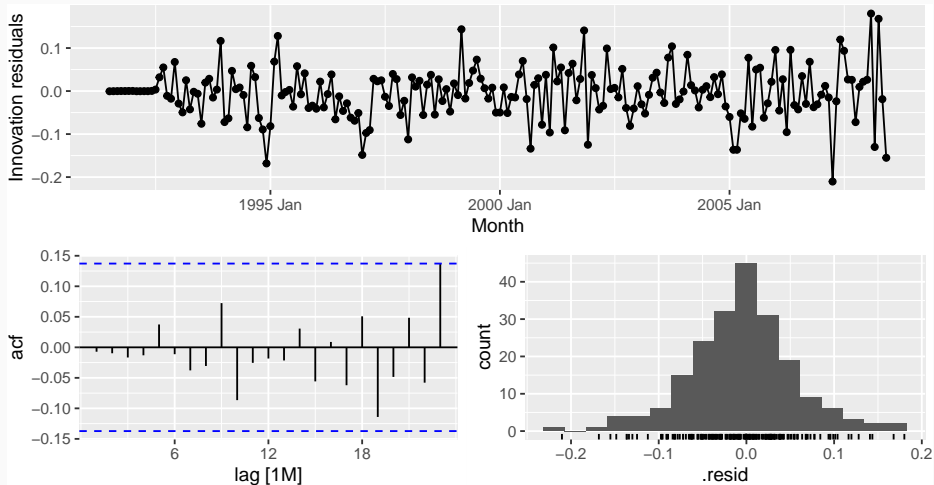 Innovation residuals
0.1
0.0
−0.1
−0.2
1995 Jan
2000 Jan
2005 Jan
Month
acf
0.15
0.10
0.05
0.00
−0.05
−0.10
−0.15
6
12
18
lag [1M]
count
40
30
20
10
0
−0.2
−0.1
0.0
0.1
0.2
.resid